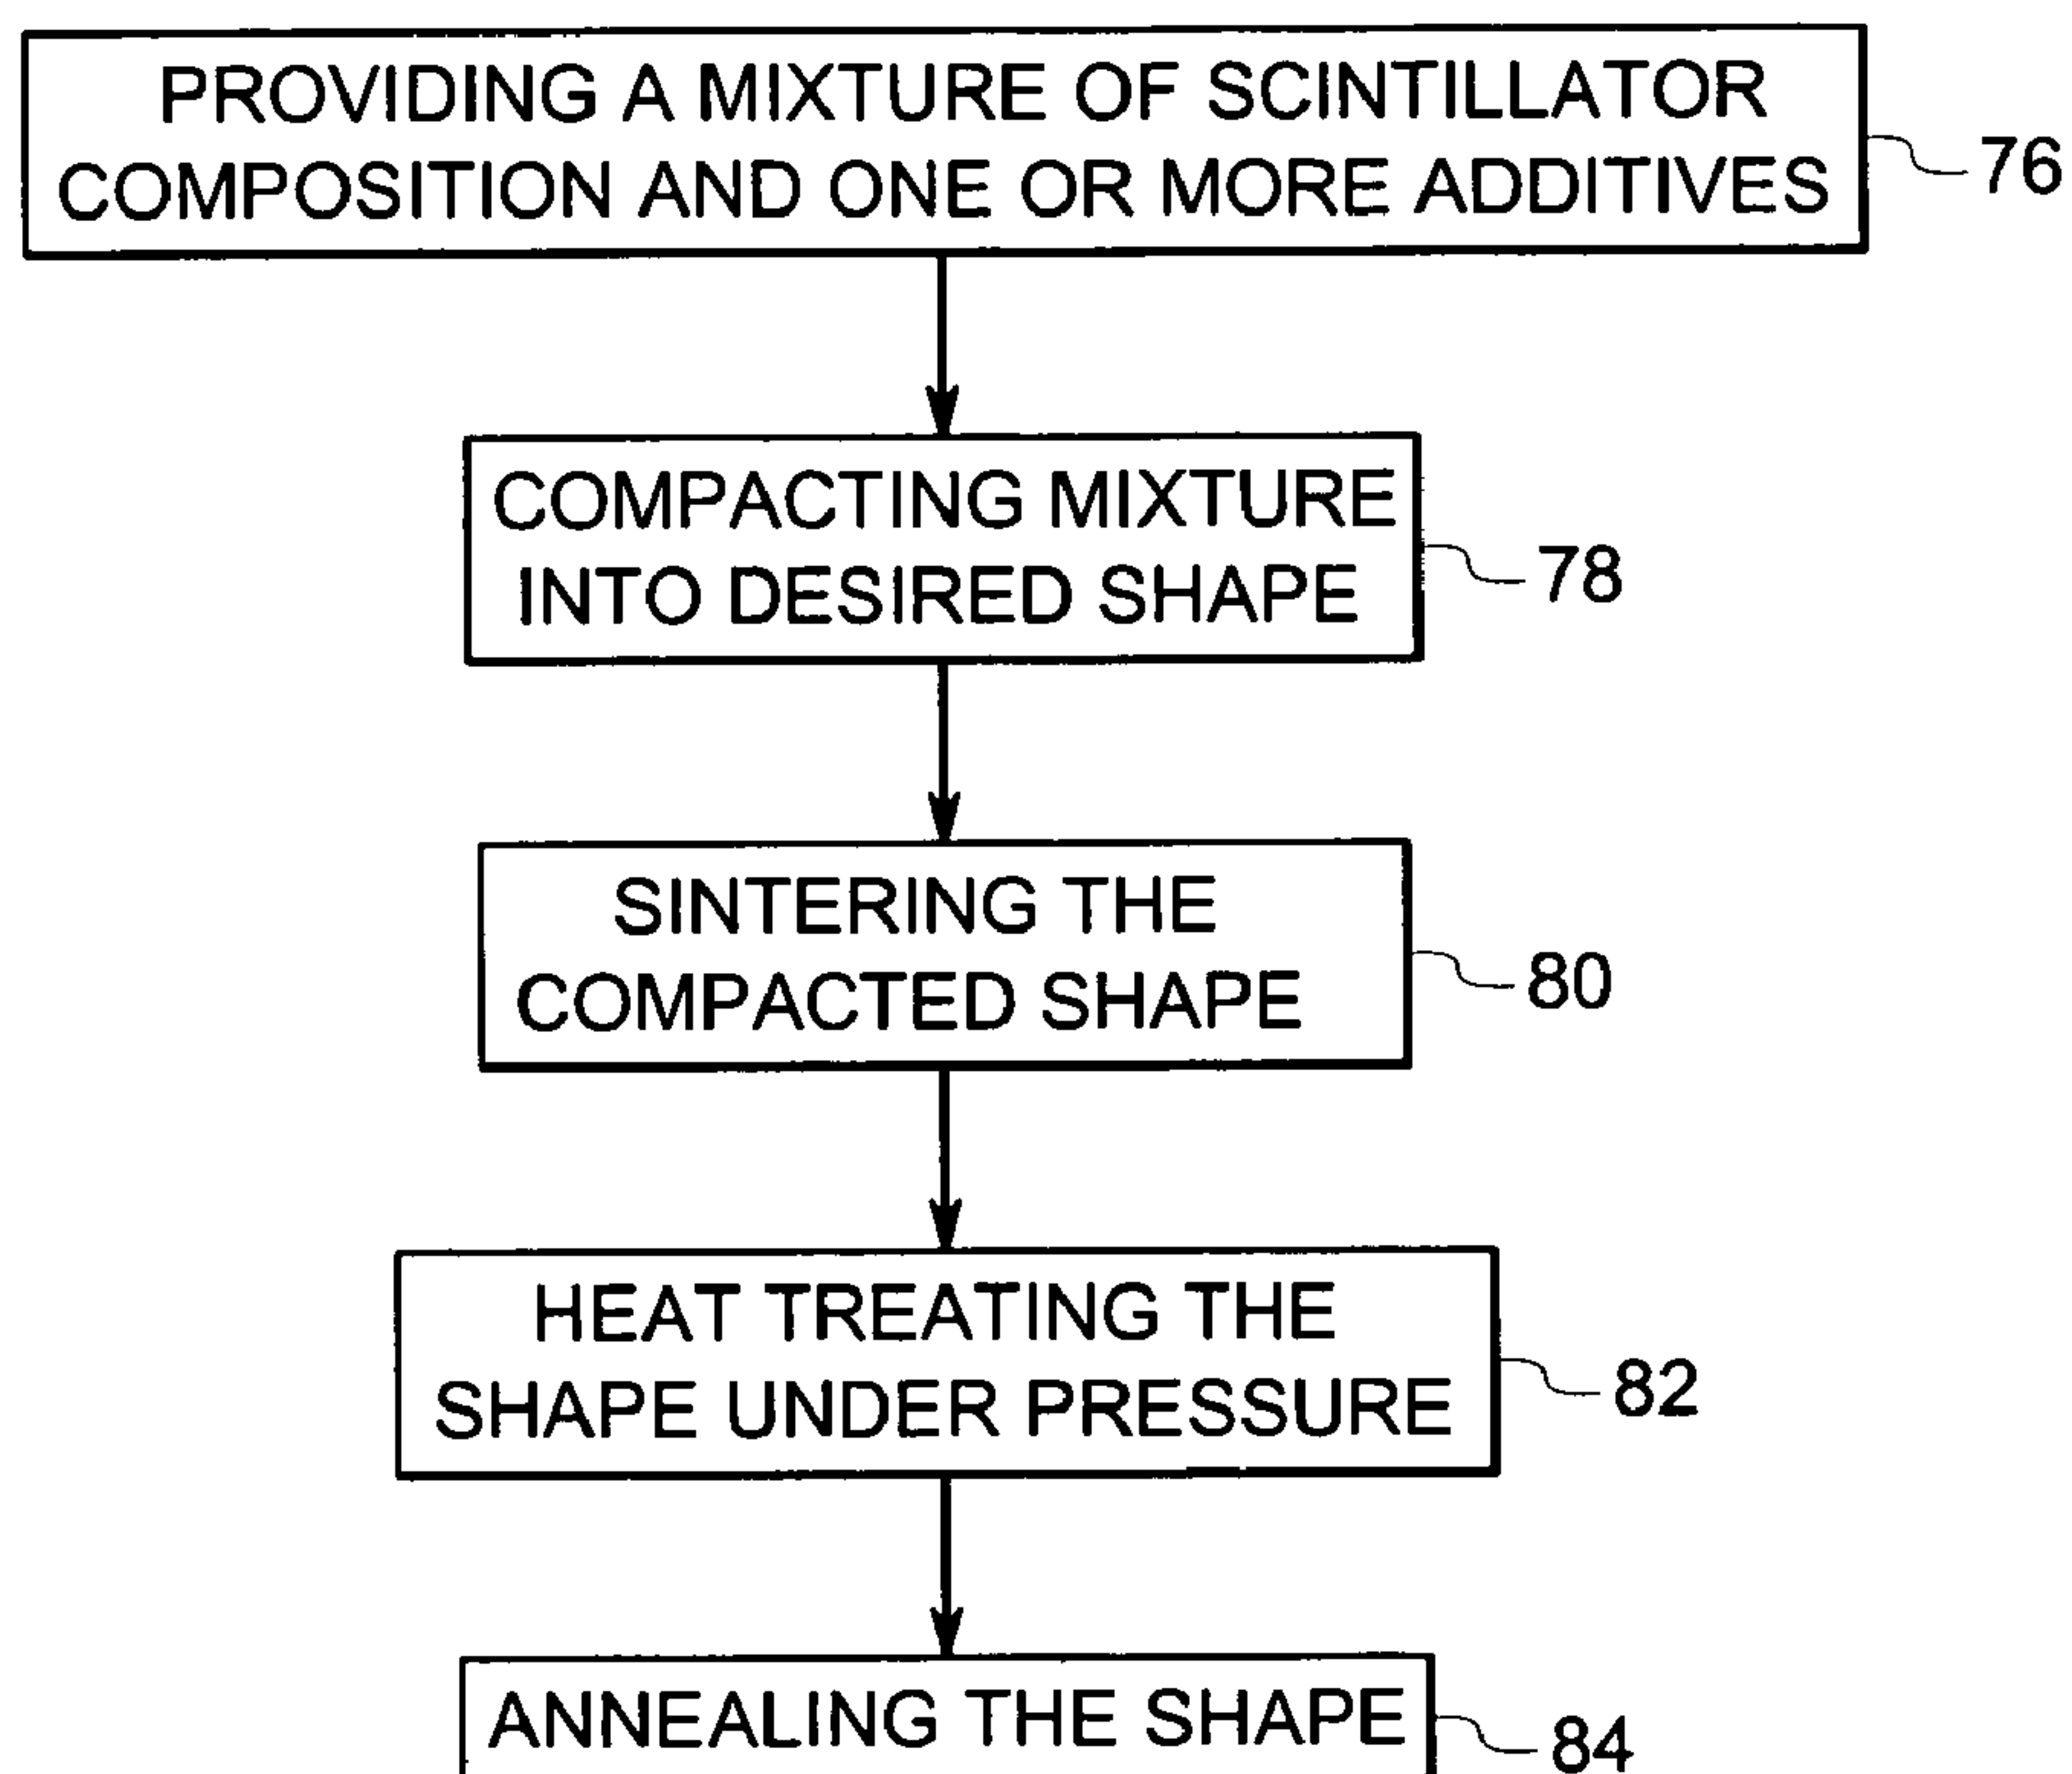 PROVIDING A MIXTURE OF SCINTILLATOR
COMPOSITION AND ONE OR MORE ADDITIVES
76
COMPACTING MIXTURE
INTO DESIRED SHAPE
78
SINTERING THE
COMPACTED SHAPE
80
HEAT TREATING THE
SHAPE UNDER PRESSURE
82
ANNEALING THE SHAPE
84